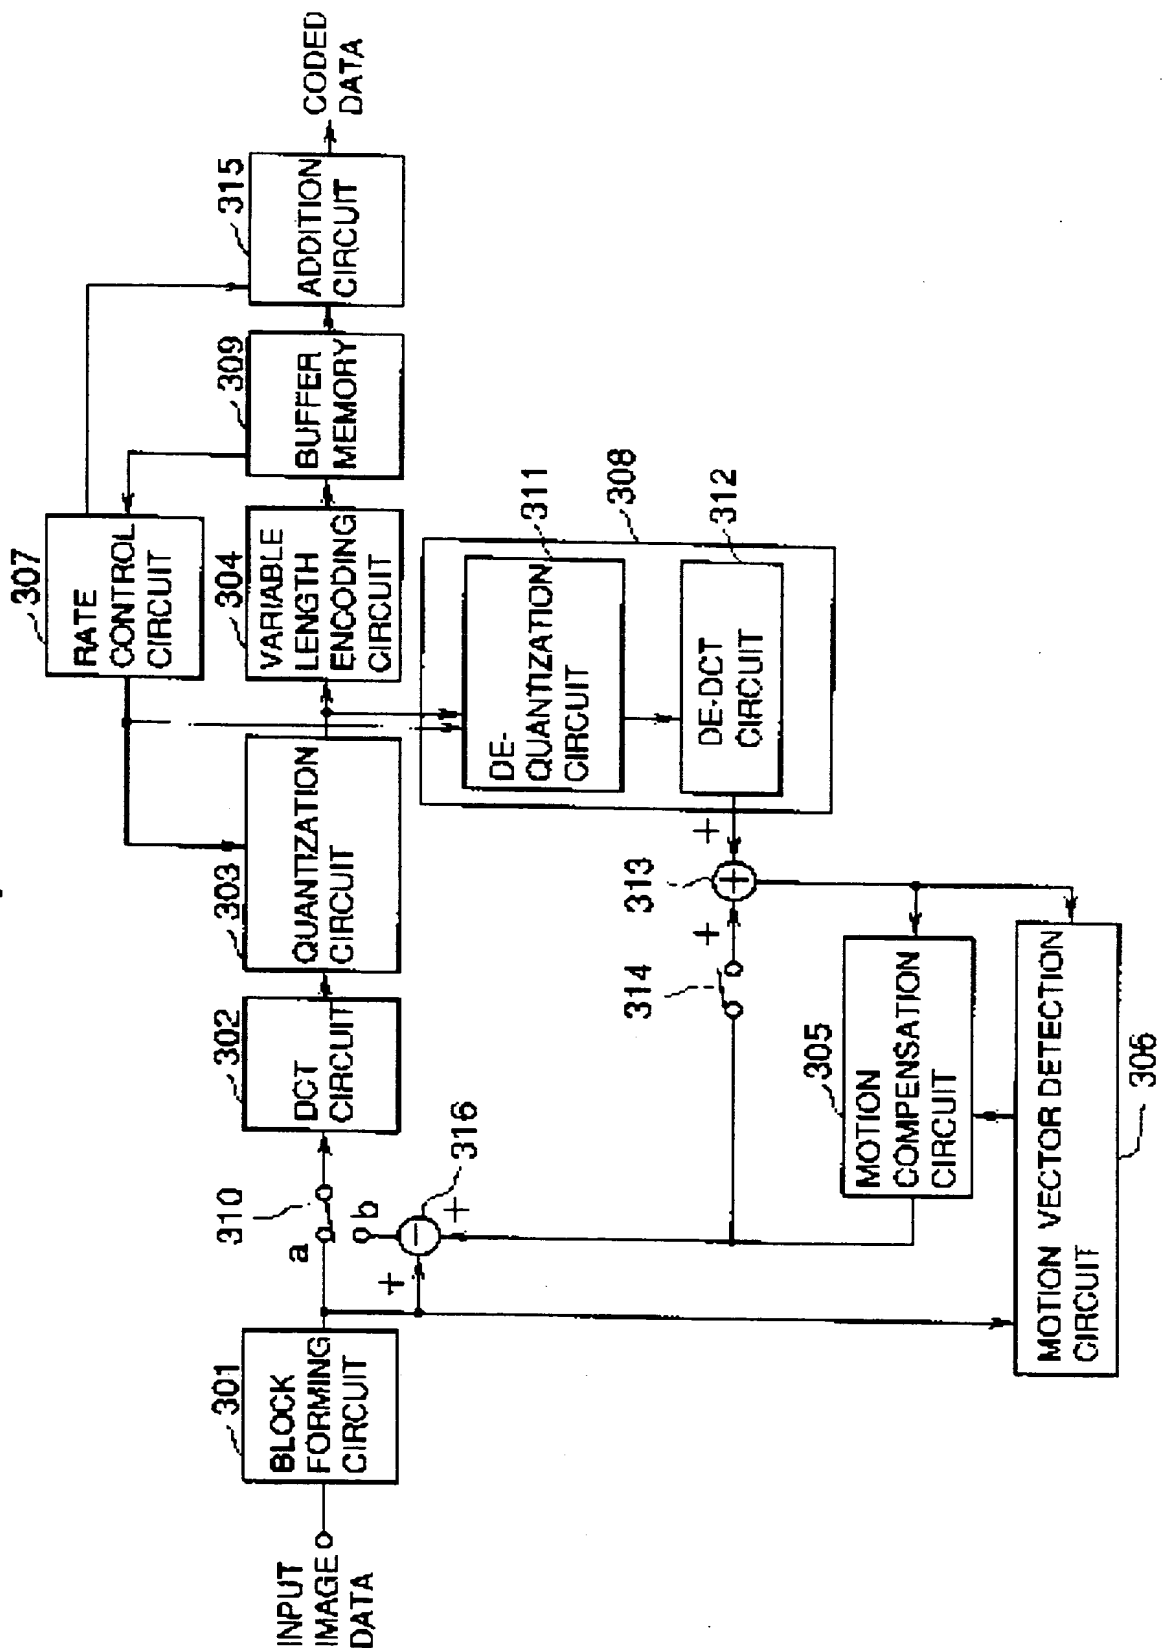 INPUT
IMAGE
DATA
301
BLOCK
FORMING
CIRCUIT
a
310
b
+
−
+
316
302
DCT
CIRCUIT
303
QUANTIZATION
CIRCUIT
307
RATE
CONTROL
CIRCUIT
304
VARIABLE
LENGTH
ENCODING
CIRCUIT
309
BUFFER
MEMORY
315
ADDITION
CIRCUIT
CODED
DATA
DE-
QUANTIZATION
CIRCUIT
311
308
DE-DCT
CIRCUIT
312
+
+
313
+
314
305
MOTION
COMPENSATION
CIRCUIT
MOTION VECTOR DETECTION
CIRCUIT
306